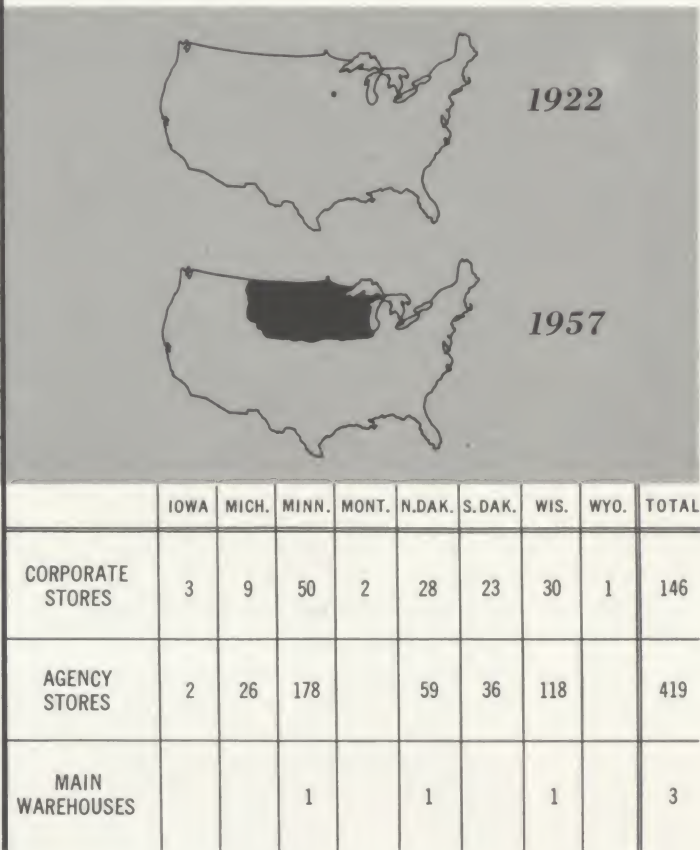 1922
1957
IOWA MICH. MINN. MONT. N.DAK. S.DAK. WIS. WYO. TOTAL
CORPORATE
STORES 3 9 50 2 28 23 30 1 146
AGENCY
STORES 2 26 178 59 36 118 419
MAIN
WAREHOUSES 1 1 1 3